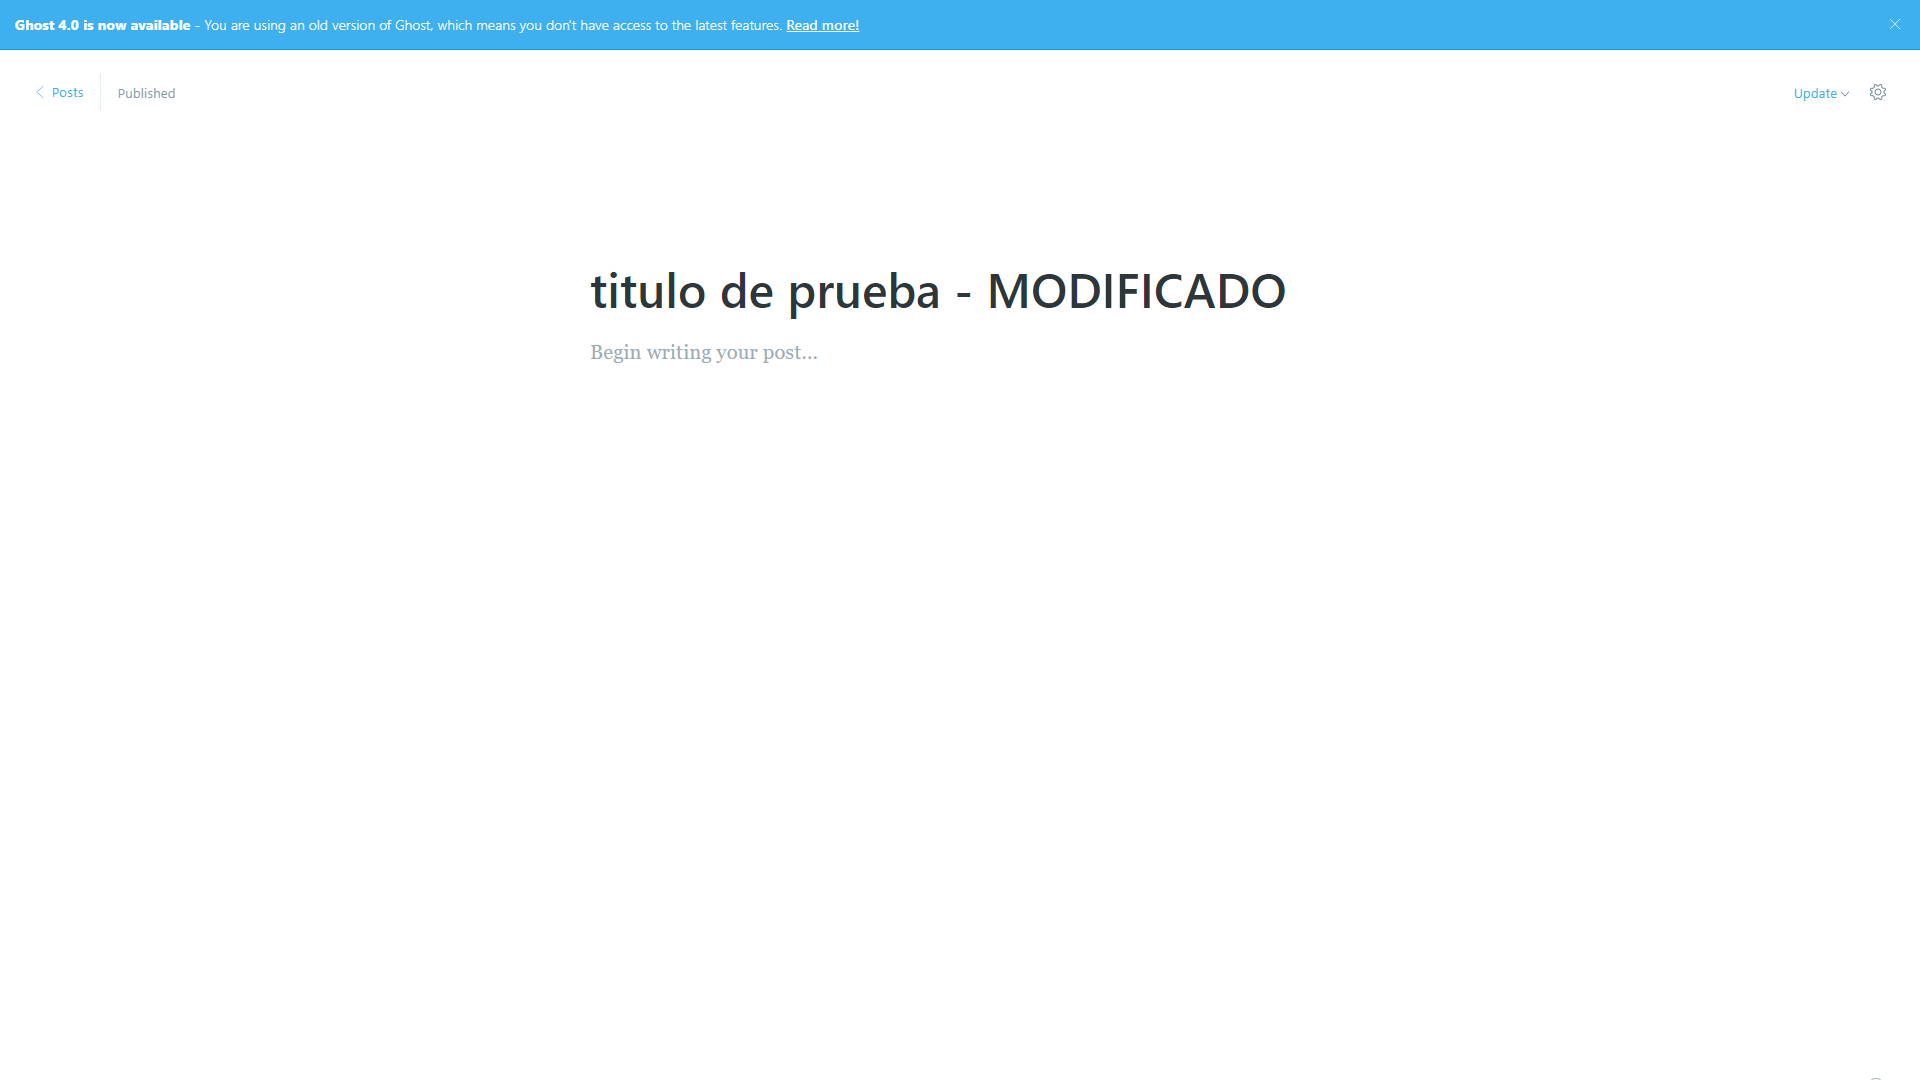 Ghost 4.0 is now available - You are using an old version of Ghost, which means you don't have access to the latest features. Read more!
Posts
Published
Update
titulo de prueba - MODIFICADO
Begin writing your post...